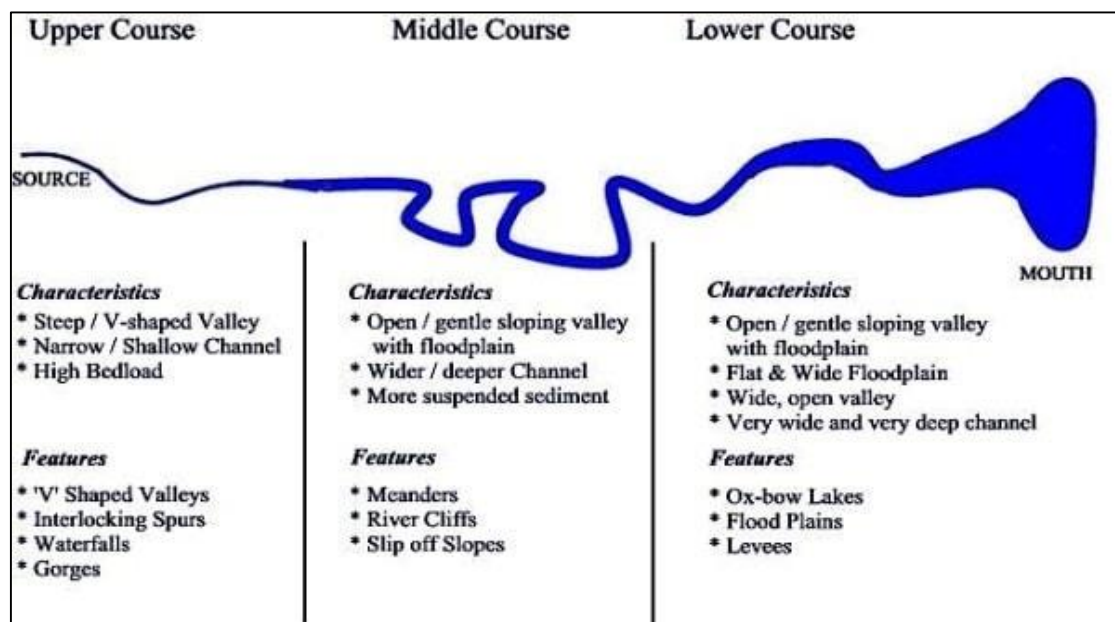 Upper Course
Middle Course
Lower Course
SOURCE
MOUTH
Characteristics
* Steep / V-shaped Valley
* Narrow / Shallow Channel
* High Bedload
Features
* 'V' Shaped Valleys
* Interlocking Spurs
* Waterfalls
* Gorges
Characteristics
* Open / gentle sloping valley
with floodplain
* Wider / deeper Channel
* More suspended sediment
Features
* Meanders
* River Cliffs
* Slip off Slopes
Characteristics
* Open / gentle sloping valley
with floodplain
* Flat & Wide Floodplain
* Wide, open valley
* Very wide and very deep channel
Features
* Ox-bow Lakes
* Flood Plains
* Levees